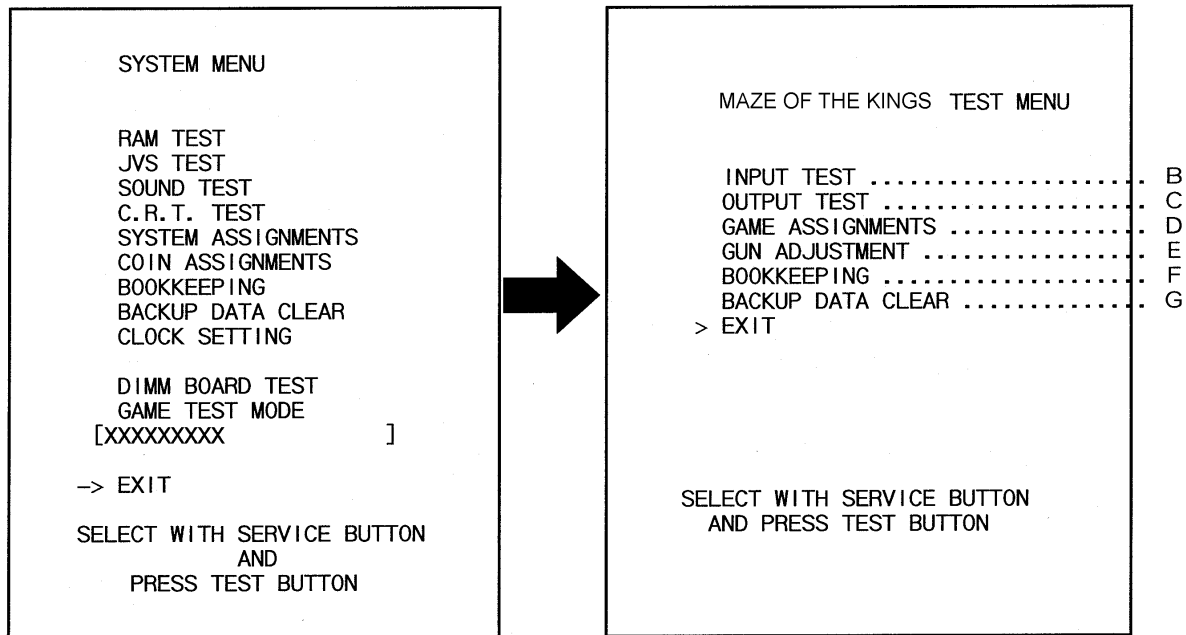 SYSTEM MENU
RAM TEST
JVS TEST
SOUND TEST
C.R.T. TEST
SYSTEM ASSIGNMENTS
COIN ASSIGNMENTS
BOOKKEEPING
BACKUP DATA CLEAR
CLOCK SETTING
DIMM BOARD TEST
GAME TEST MODE
[XXXXXXXXX ]
-> EXIT
SELECT WITH SERVICE BUTTON
AND
PRESS TEST BUTTON
MAZE OF THE KINGS TEST MENU
INPUT TEST ..................... B
OUTPUT TEST .................... C
GAME ASSIGNMENTS ............... D
GUN ADJUSTMENT ................. E
BOOKKEEPING .................... F
BACKUP DATA CLEAR .............. G
> EXIT
SELECT WITH SERVICE BUTTON
AND PRESS TEST BUTTON